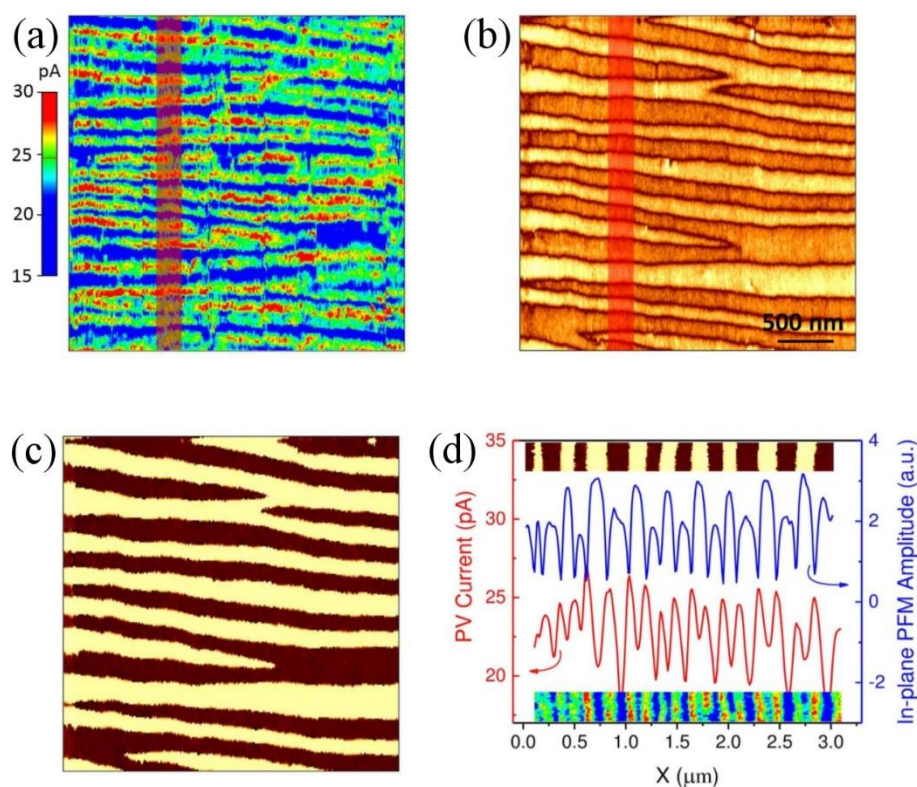 (a)
pA
30
25
20
15
(b)
500 nm
(c)
(d)
35
30
25
20
PV Current (pA)
4
2
0
-2
In-plane PFM Amplitude (a.u.)
0.0 0.5 1.0 1.5 2.0 2.5 3.0
X (μm)